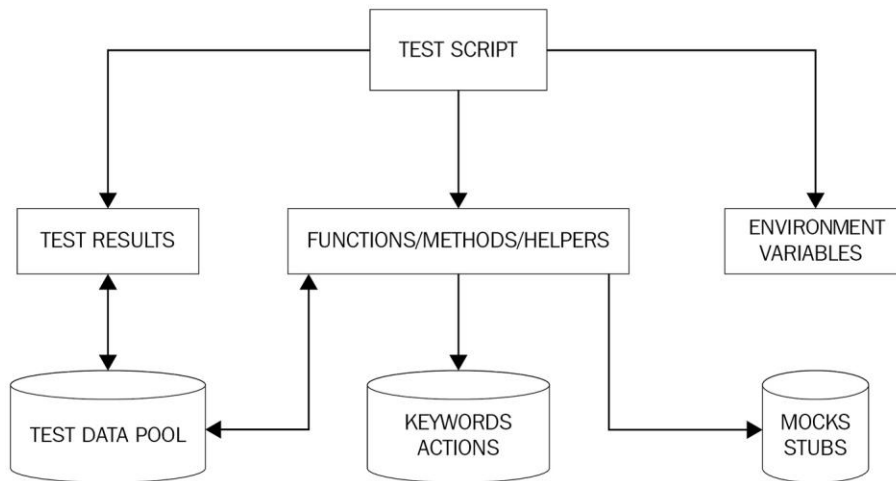 TEST SCRIPT
TEST RESULTS
FUNCTIONS/METHODS/HELPERS
ENVIRONMENT
VARIABLES
TEST DATA POOL
KEYWORDS
ACTIONS
MOCKS
STUBS